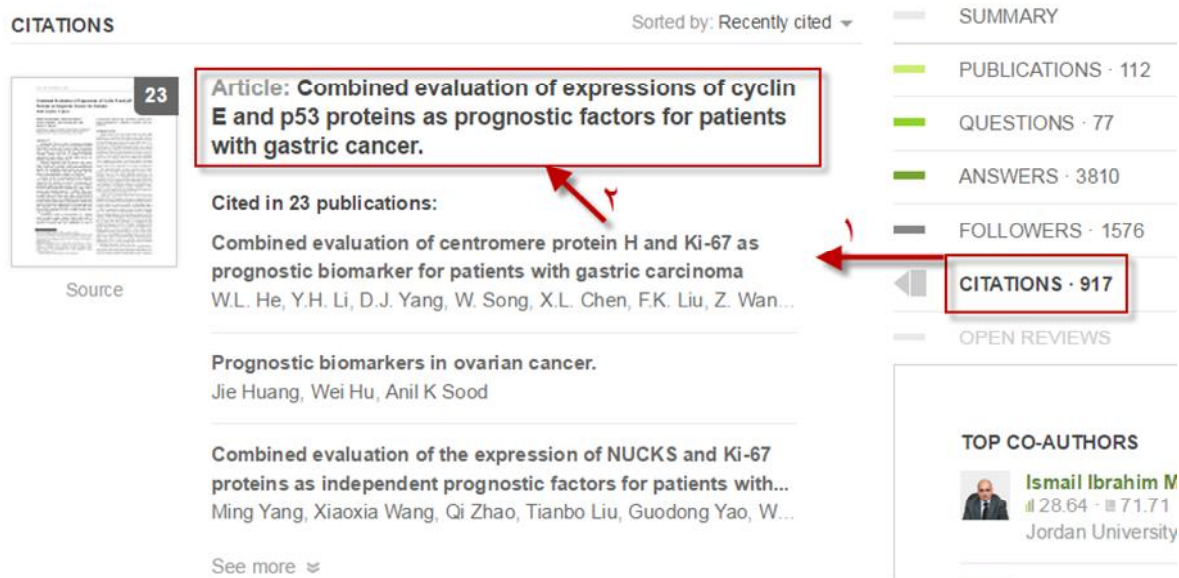 CITATIONS
Sorted by: Recently cited
23
Article: Combined evaluation of expressions of cyclin
E and p53 proteins as prognostic factors for patients
with gastric cancer.
٢
Cited in 23 publications:
Combined evaluation of centromere protein H and Ki-67 as
prognostic biomarker for patients with gastric carcinoma
W.L. He, Y.H. Li, D.J. Yang, W. Song, X.L. Chen, F.K. Liu, Z. Wan...
Source
Prognostic biomarkers in ovarian cancer.
Jie Huang, Wei Hu, Anil K Sood
Combined evaluation of the expression of NUCKS and Ki-67
proteins as independent prognostic factors for patients with...
Ming Yang, Xiaoxia Wang, Qi Zhao, Tianbo Liu, Guodong Yao, W...
See more
SUMMARY
PUBLICATIONS · 112
QUESTIONS · 77
ANSWERS · 3810
FOLLOWERS · 1576
١
CITATIONS · 917
OPEN REVIEWS
TOP CO-AUTHORS
Ismail Ibrahim M
28.64 · 71.71
Jordan University